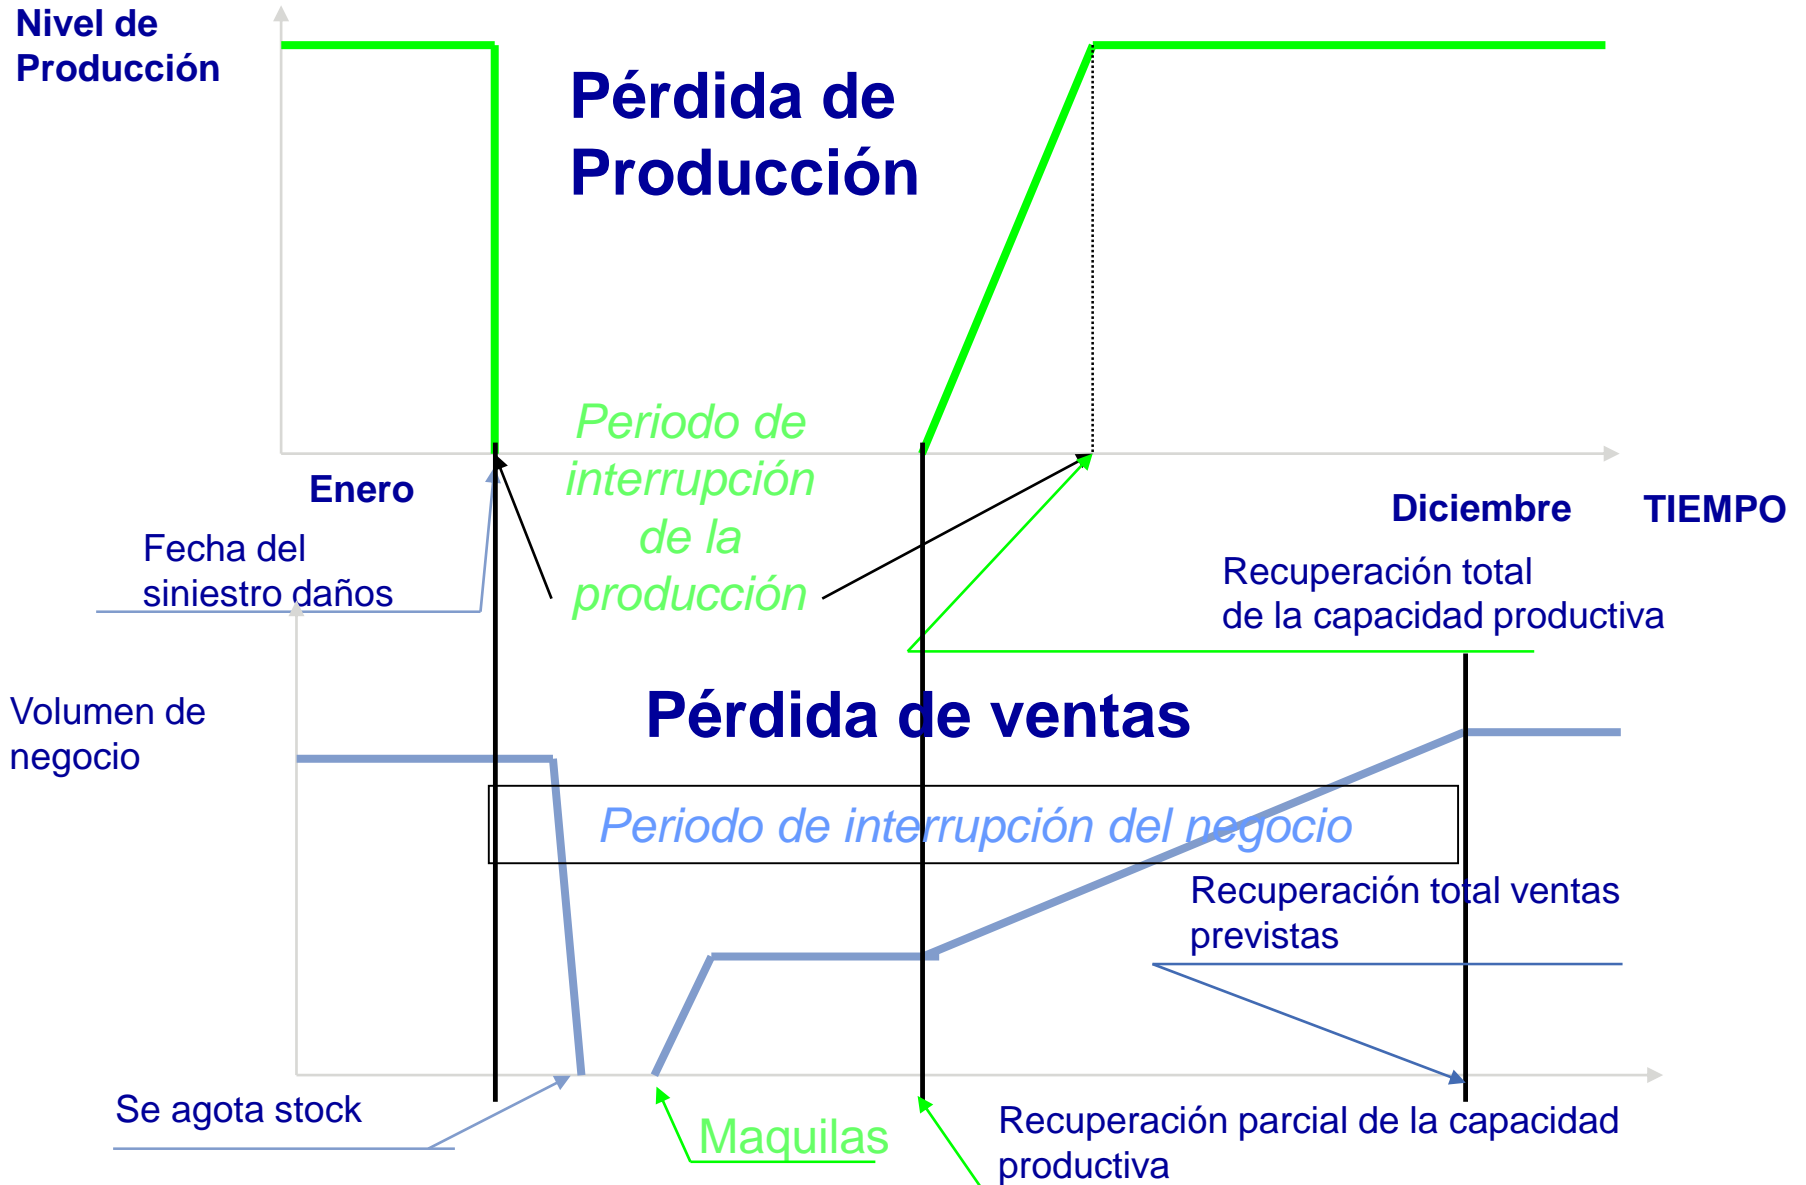 Nivel de
Producción
Pérdida de
Producción
Periodo de
interrupción
de la
producción
Enero
Diciembre
TIEMPO
Fecha del
siniestro daños
Recuperación total
de la capacidad productiva
Volumen de
negocio
Pérdida de ventas
Periodo de interrupción del negocio
Recuperación total ventas
previstas
Se agota stock
Maquilas
Recuperación parcial de la capacidad
productiva